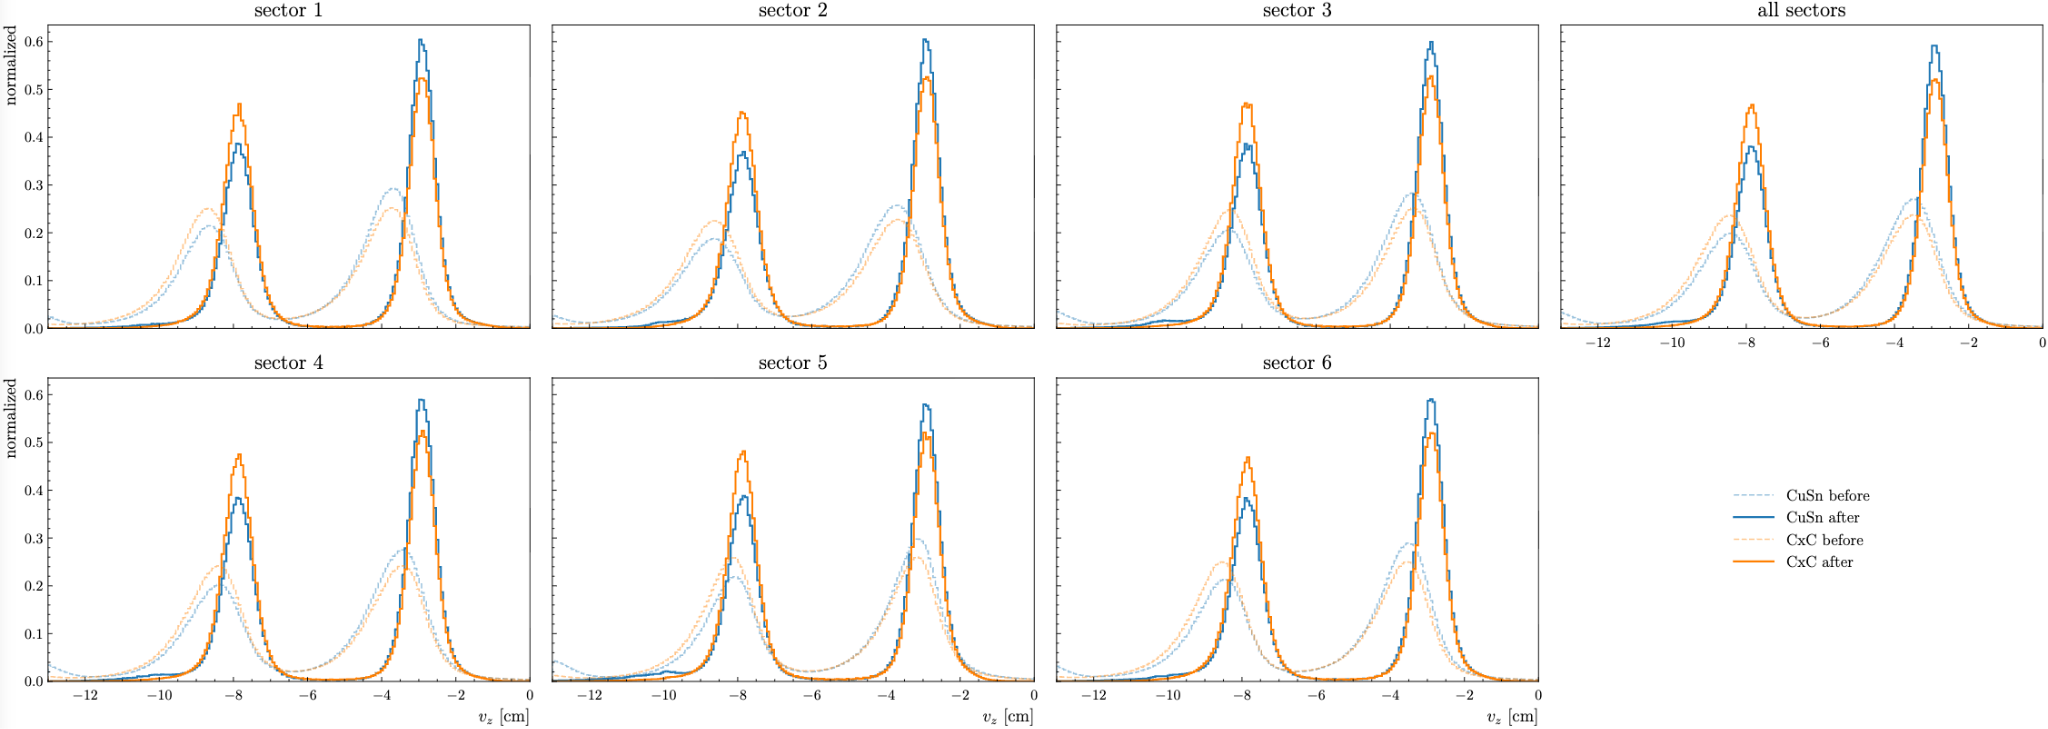 sector 1
sector 2
sector 3
all sectors
normalized
0.6
0.5
0.4
0.3
0.2
0.1
0.0
−12
−10
−8
−6
−4
−2
0
sector 4
sector 5
sector 6
normalized
0.6
0.5
0.4
0.3
0.2
0.1
0.0
−12
−10
−8
−6
−4
−2
0
−12
−10
−8
−6
−4
−2
0
−12
−10
−8
−6
−4
−2
0
v_z [cm]
v_z [cm]
v_z [cm]
CuSn before
CuSn after
CxC before
CxC after